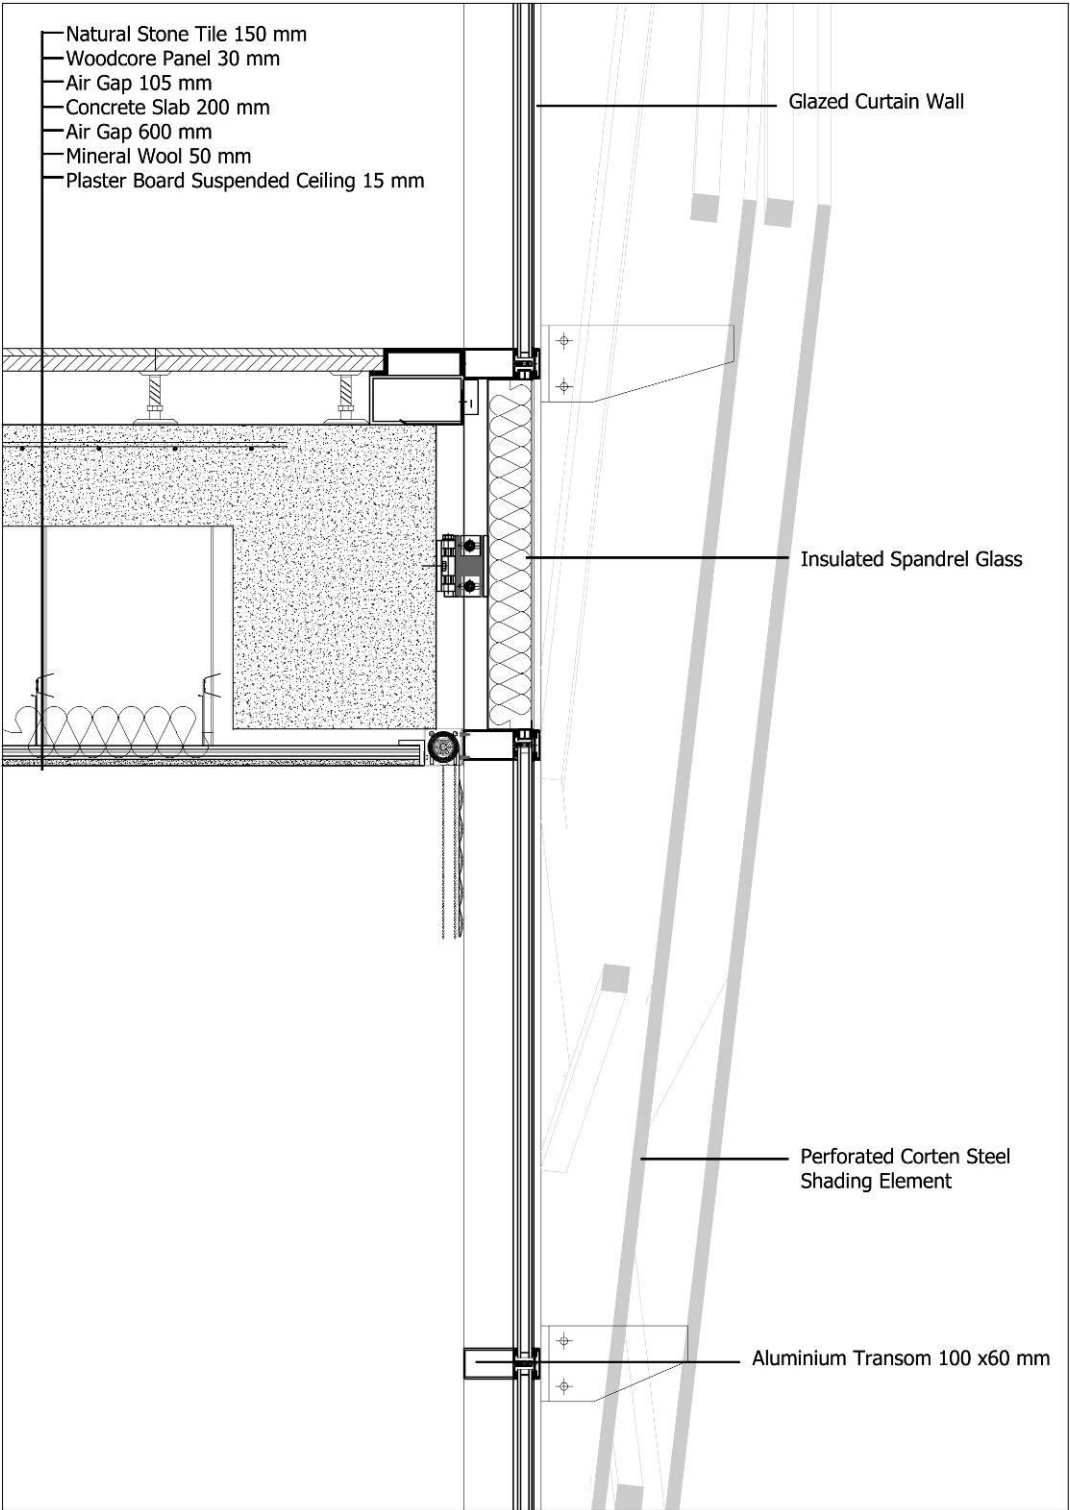 Natural Stone Tile 150 mm
Woodcore Panel 30 mm
Air Gap 105 mm
Concrete Slab 200 mm
Air Gap 600 mm
Mineral Wool 50 mm
Plaster Board Suspended Ceiling 15 mm
Glazed Curtain Wall
Insulated Spandrel Glass
Perforated Corten Steel
Shading Element
Aluminium Transom 100 x60 mm